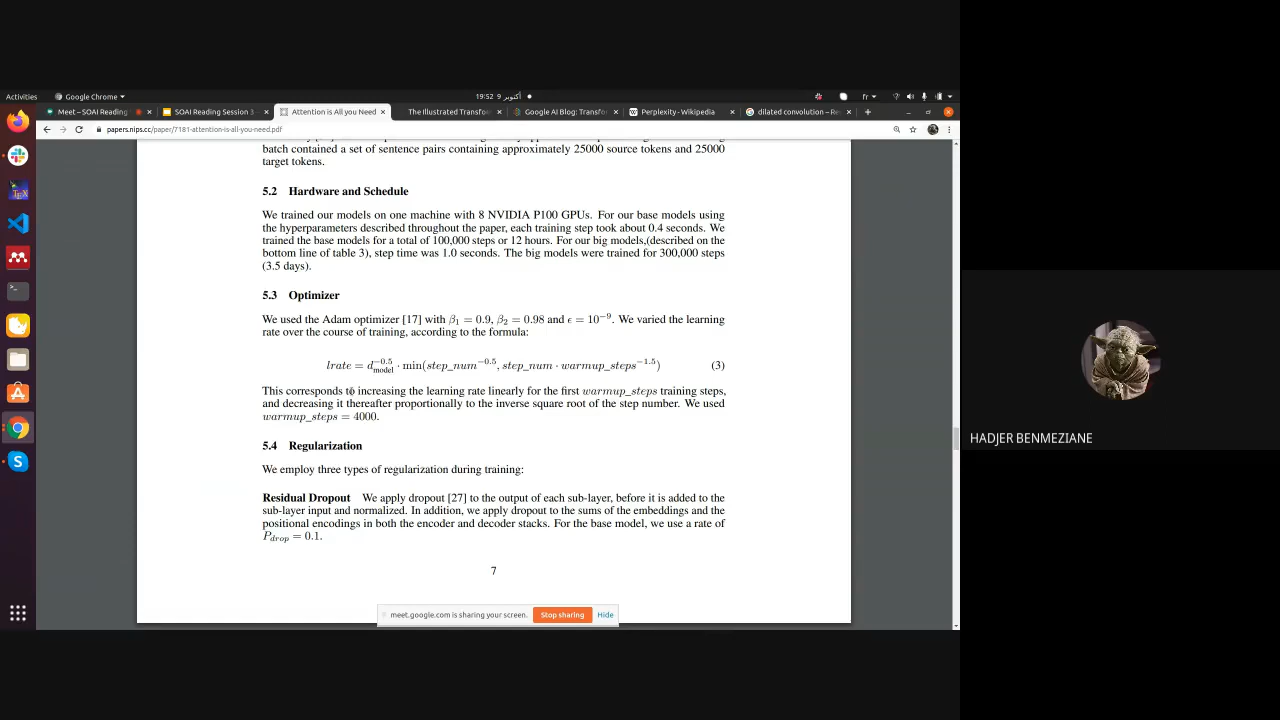 Activities
Google Chrome
19:52 9 أكتوبر
fr
Meet – SOAI Reading
SOAI Reading Session 3
Attention is All you Need
The Illustrated Transfo
Google AI Blog: Transfo
Perplexity - Wikipedia
dilated convolution – Re
papers.nips.cc/paper/7181-attention-is-all-you-need.pdf
batch contained a set of sentence pairs containing approximately 25000 source tokens and 25000
target tokens.
5.2 Hardware and Schedule
We trained our models on one machine with 8 NVIDIA P100 GPUs. For our base models using
the hyperparameters described throughout the paper, each training step took about 0.4 seconds. We
trained the base models for a total of 100,000 steps or 12 hours. For our big models,(described on the
bottom line of table 3), step time was 1.0 seconds. The big models were trained for 300,000 steps
(3.5 days).
5.3 Optimizer
We used the Adam optimizer [17] with β1 = 0.9, β2 = 0.98 and ϵ = 10−9. We varied the learning
rate over the course of training, according to the formula:
lrate = d−0.5model · min(step_num−0.5, step_num · warmup_steps−1.5) (3)
This corresponds to increasing the learning rate linearly for the first warmup_steps training steps,
and decreasing it thereafter proportionally to the inverse square root of the step number. We used
warmup_steps = 4000.
5.4 Regularization
We employ three types of regularization during training:
Residual Dropout We apply dropout [27] to the output of each sub-layer, before it is added to the
sub-layer input and normalized. In addition, we apply dropout to the sums of the embeddings and the
positional encodings in both the encoder and decoder stacks. For the base model, we use a rate of
Pdrop = 0.1.
7
meet.google.com is sharing your screen.
Stop sharing
Hide
HADJER BENMEZIANE